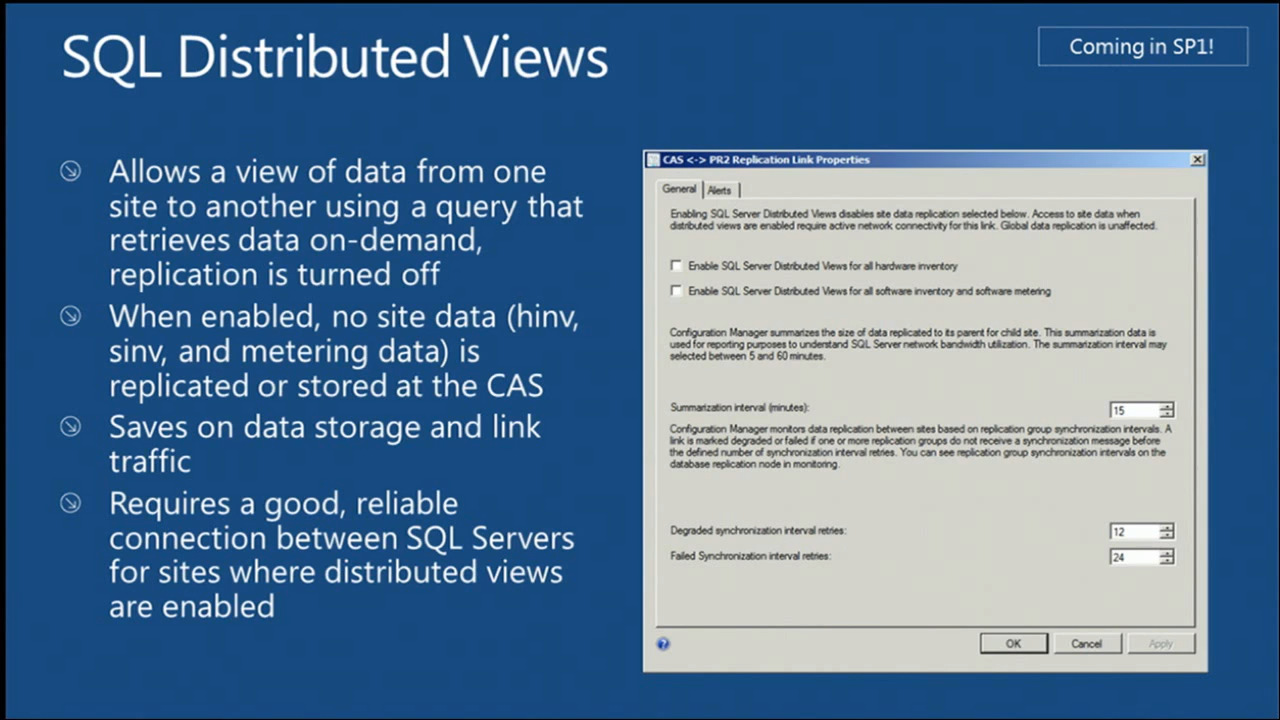 SQL Distributed Views
Coming in SP1!
Allows a view of data from one
site to another using a query that
retrieves data on-demand,
replication is turned off
When enabled, no site data (hinv,
sinv, and metering data) is
replicated or stored at the CAS
Saves on data storage and link
traffic
Requires a good, reliable
connection between SQL Servers
for sites where distributed views
are enabled
CAS <-> PR2 Replication Link Properties
General Alerts
Enabling SQL Server Distributed Views disables site data replication selected below. Access to site data when
distributed views are enabled require active network connectivity for this link. Global data replication is unaffected.
Enable SQL Server Distributed Views for all hardware inventory
Enable SQL Server Distributed Views for all software inventory and software metering
Configuration Manager summarizes the size of data replicated to its parent for child site. This summarization data is
used for reporting purposes to understand SQL Server network bandwidth utilization. The summarization interval may
selected between 5 and 60 minutes.
Summarization interval (minutes): 15
Configuration Manager monitors data replication between sites based on replication group synchronization intervals. A
link is marked degraded or failed if one or more replication groups do not receive a synchronization message before
the defined number of synchronization interval retries. You can see replication group synchronization intervals on the
database replication node in monitoring.
Degraded synchronization interval retries: 12
Failed Synchronization interval retries: 24
OK Cancel Apply